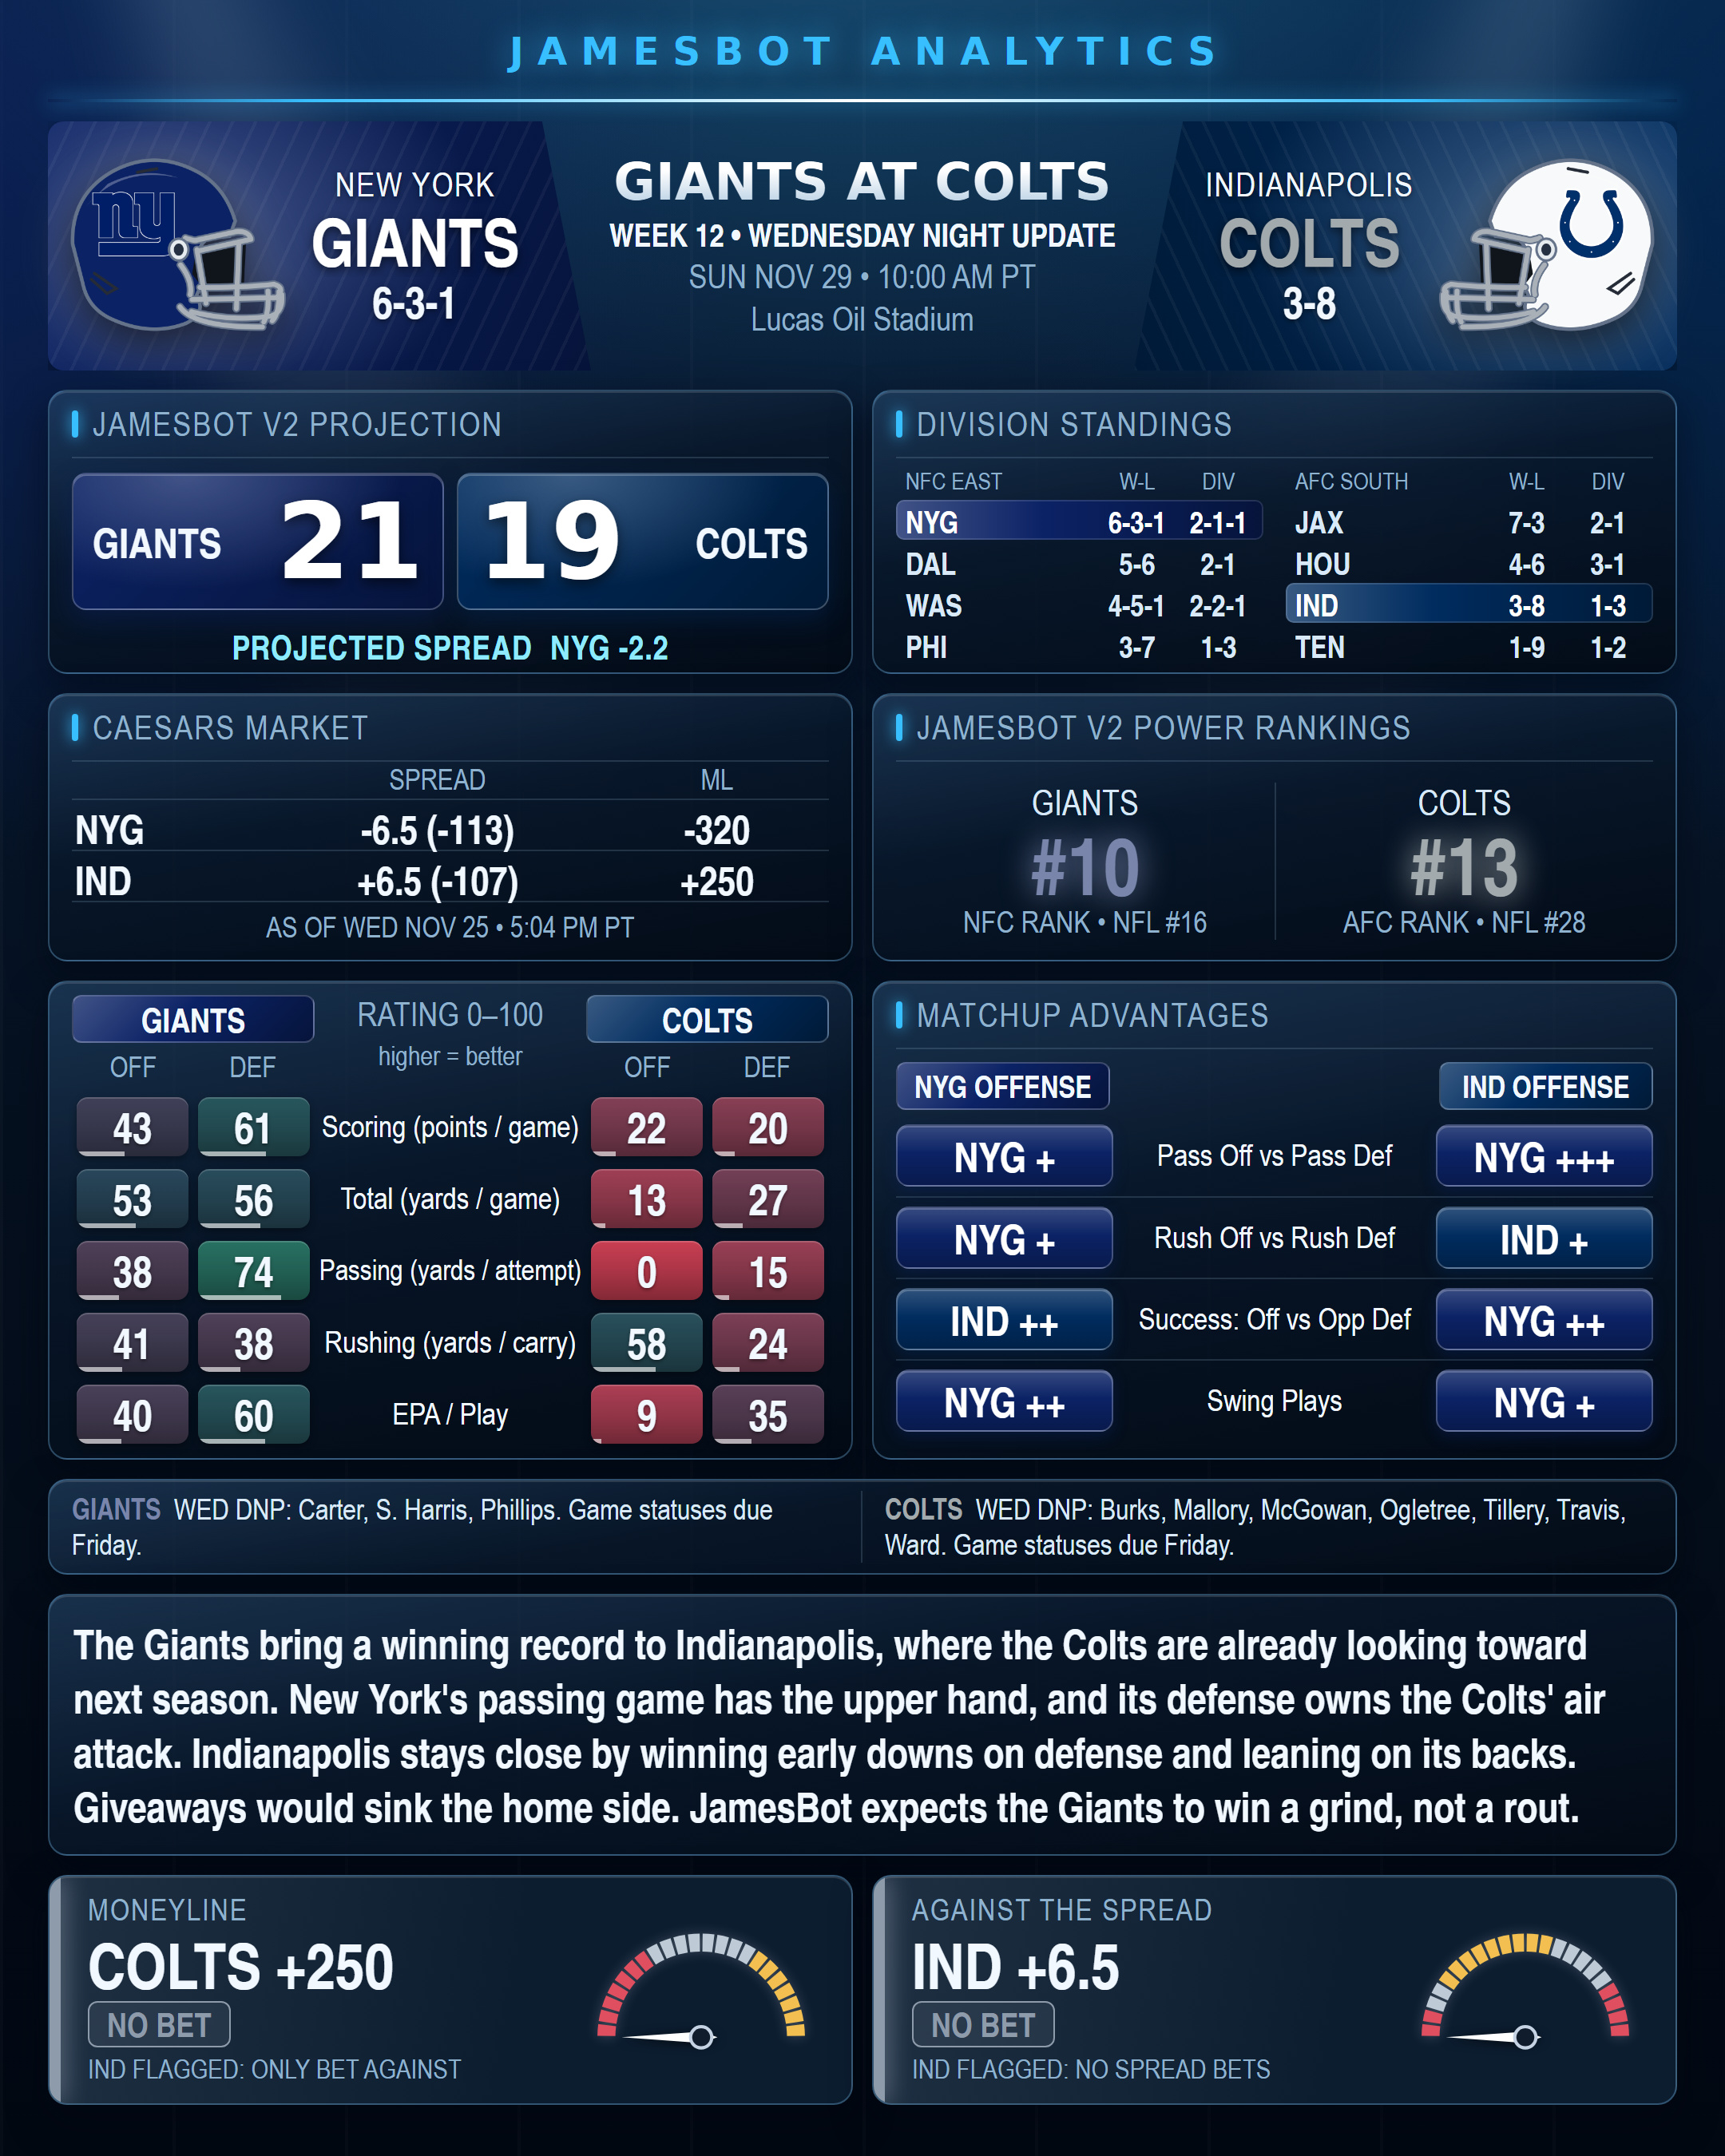 JAMESBOT ANALYTICS
ny
NEW YORK
GIANTS
6-3-1
GIANTS AT COLTS
WEEK 12 • WEDNESDAY NIGHT UPDATE
SUN NOV 29 • 10:00 AM PT
Lucas Oil Stadium
INDIANAPOLIS
COLTS
3-8
JAMESBOT V2 PROJECTION
GIANTS 21 19 COLTS
PROJECTED SPREAD NYG -2.2
DIVISION STANDINGS
NFC EAST W-L DIV AFC SOUTH W-L DIV
NYG 6-3-1 2-1-1 JAX 7-3 2-1
DAL 5-6 2-1 HOU 4-6 3-1
WAS 4-5-1 2-2-1 IND 3-8 1-3
PHI 3-7 1-3 TEN 1-9 1-2
CAESARS MARKET
SPREAD ML
NYG -6.5 (-113) -320
IND +6.5 (-107) +250
AS OF WED NOV 25 • 5:04 PM PT
JAMESBOT V2 POWER RANKINGS
GIANTS COLTS
#10 #13
NFC RANK • NFL #16 AFC RANK • NFL #28
GIANTS RATING 0–100 COLTS
OFF DEF higher = better OFF DEF
43 61 Scoring (points / game) 22 20
53 56 Total (yards / game) 13 27
38 74 Passing (yards / attempt) 0 15
41 38 Rushing (yards / carry) 58 24
40 60 EPA / Play 9 35
MATCHUP ADVANTAGES
NYG OFFENSE IND OFFENSE
NYG + Pass Off vs Pass Def NYG +++
NYG + Rush Off vs Rush Def IND +
IND ++ Success: Off vs Opp Def NYG ++
NYG ++ Swing Plays NYG +
GIANTS WED DNP: Carter, S. Harris, Phillips. Game statuses due
Friday.
COLTS WED DNP: Burks, Mallory, McGowan, Ogletree, Tillery, Travis,
Ward. Game statuses due Friday.
The Giants bring a winning record to Indianapolis, where the Colts are already looking toward
next season. New York's passing game has the upper hand, and its defense owns the Colts' air
attack. Indianapolis stays close by winning early downs on defense and leaning on its backs.
Giveaways would sink the home side. JamesBot expects the Giants to win a grind, not a rout.
MONEYLINE
COLTS +250
NO BET
IND FLAGGED: ONLY BET AGAINST
AGAINST THE SPREAD
IND +6.5
NO BET
IND FLAGGED: NO SPREAD BETS